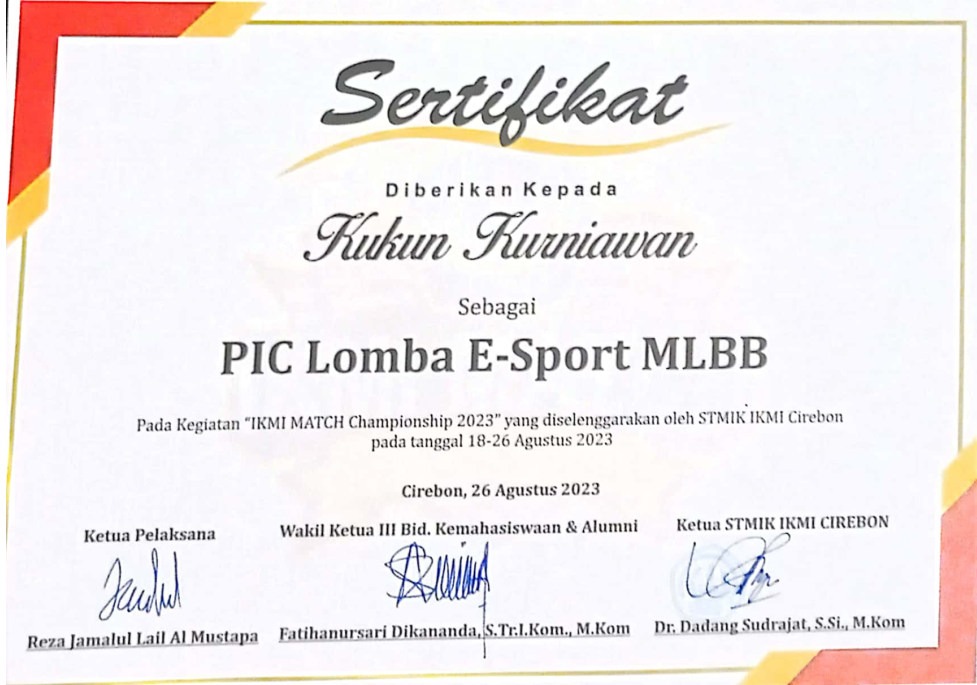 Sertifikat
Diberikan Kepada
Kukun Kurniawan
Sebagai
PIC Lomba E-Sport MLBB
Pada Kegiatan “IKMI MATCH Championship 2023” yang diselenggarakan oleh STMIK IKMI Cirebon
pada tanggal 18-26 Agustus 2023
Cirebon, 26 Agustus 2023
Ketua Pelaksana
Reza Jamalul Lail Al Mustapa
Wakil Ketua III Bid. Kemahasiswaan & Alumni
Fatihanursari Dikananda, S.Tr.I.Kom., M.Kom
Ketua STMIK IKMI CIREBON
Dr. Dadang Sudrajat, S.Si., M.Kom